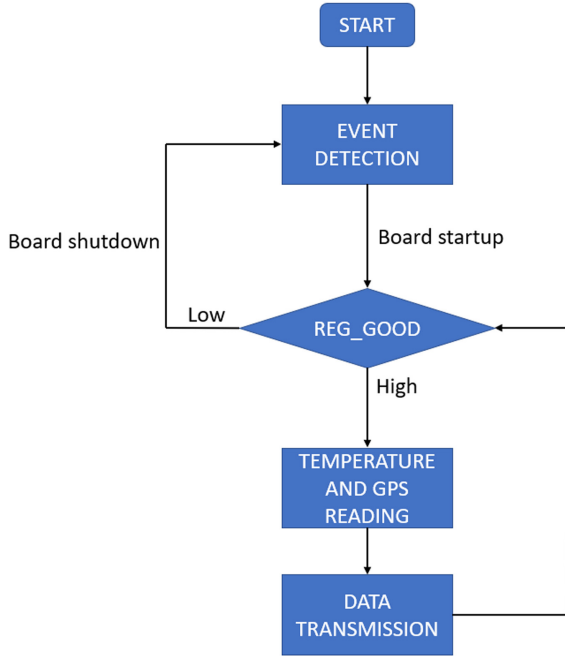 START
EVENT
DETECTION
Board shutdown
Board startup
Low
REG_GOOD
High
TEMPERATURE
AND GPS
READING
DATA
TRANSMISSION